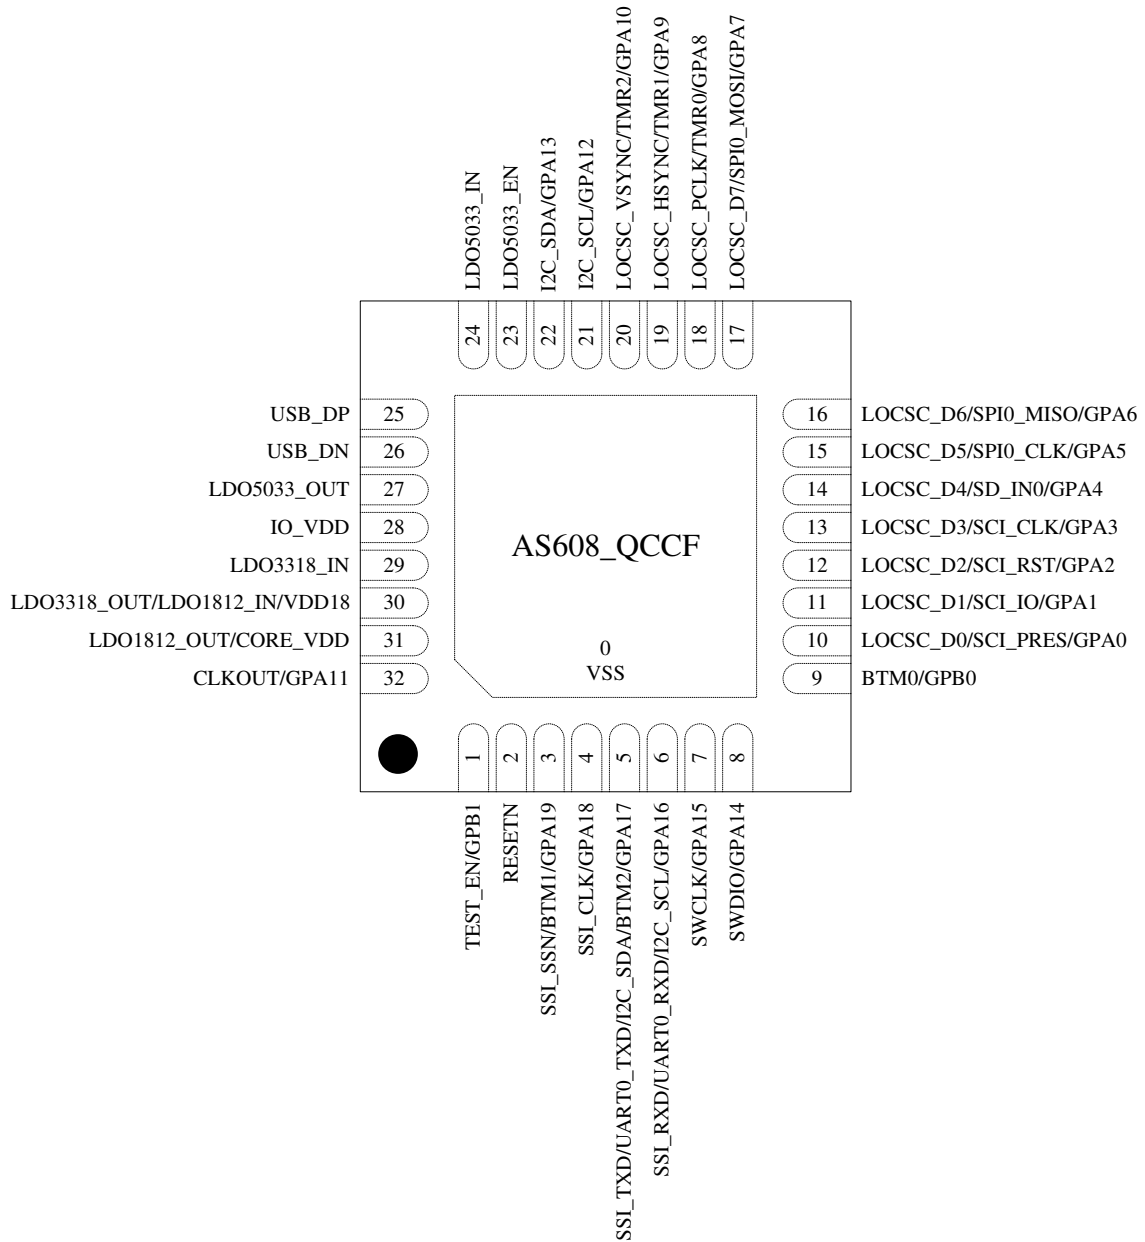 LDO5033_IN
LDO5033_EN
I2C_SDA/GPA13
I2C_SCL/GPA12
LOCSC_VSYNC/TMR2/GPA10
LOCSC_HSYNC/TMR1/GPA9
LOCSC_PCLK/TMR0/GPA8
LOCSC_D7/SPI0_MOSI/GPA7
24
23
22
21
20
19
18
17
USB_DP 25
USB_DN 26
LDO5033_OUT 27
IO_VDD 28
LDO3318_IN 29
LDO3318_OUT/LDO1812_IN/VDD18 30
LDO1812_OUT/CORE_VDD 31
CLKOUT/GPA11 32
AS608_QCCF
0
VSS
16 LOCSC_D6/SPI0_MISO/GPA6
15 LOCSC_D5/SPI0_CLK/GPA5
14 LOCSC_D4/SD_IN0/GPA4
13 LOCSC_D3/SCI_CLK/GPA3
12 LOCSC_D2/SCI_RST/GPA2
11 LOCSC_D1/SCI_IO/GPA1
10 LOCSC_D0/SCI_PRES/GPA0
9 BTM0/GPB0
1
2
3
4
5
6
7
8
TEST_EN/GPB1
RESETN
SSI_SSN/BTM1/GPA19
SSI_CLK/GPA18
SSI_TXD/UART0_TXD/I2C_SDA/BTM2/GPA17
SSI_RXD/UART0_RXD/I2C_SCL/GPA16
SWCLK/GPA15
SWDIO/GPA14